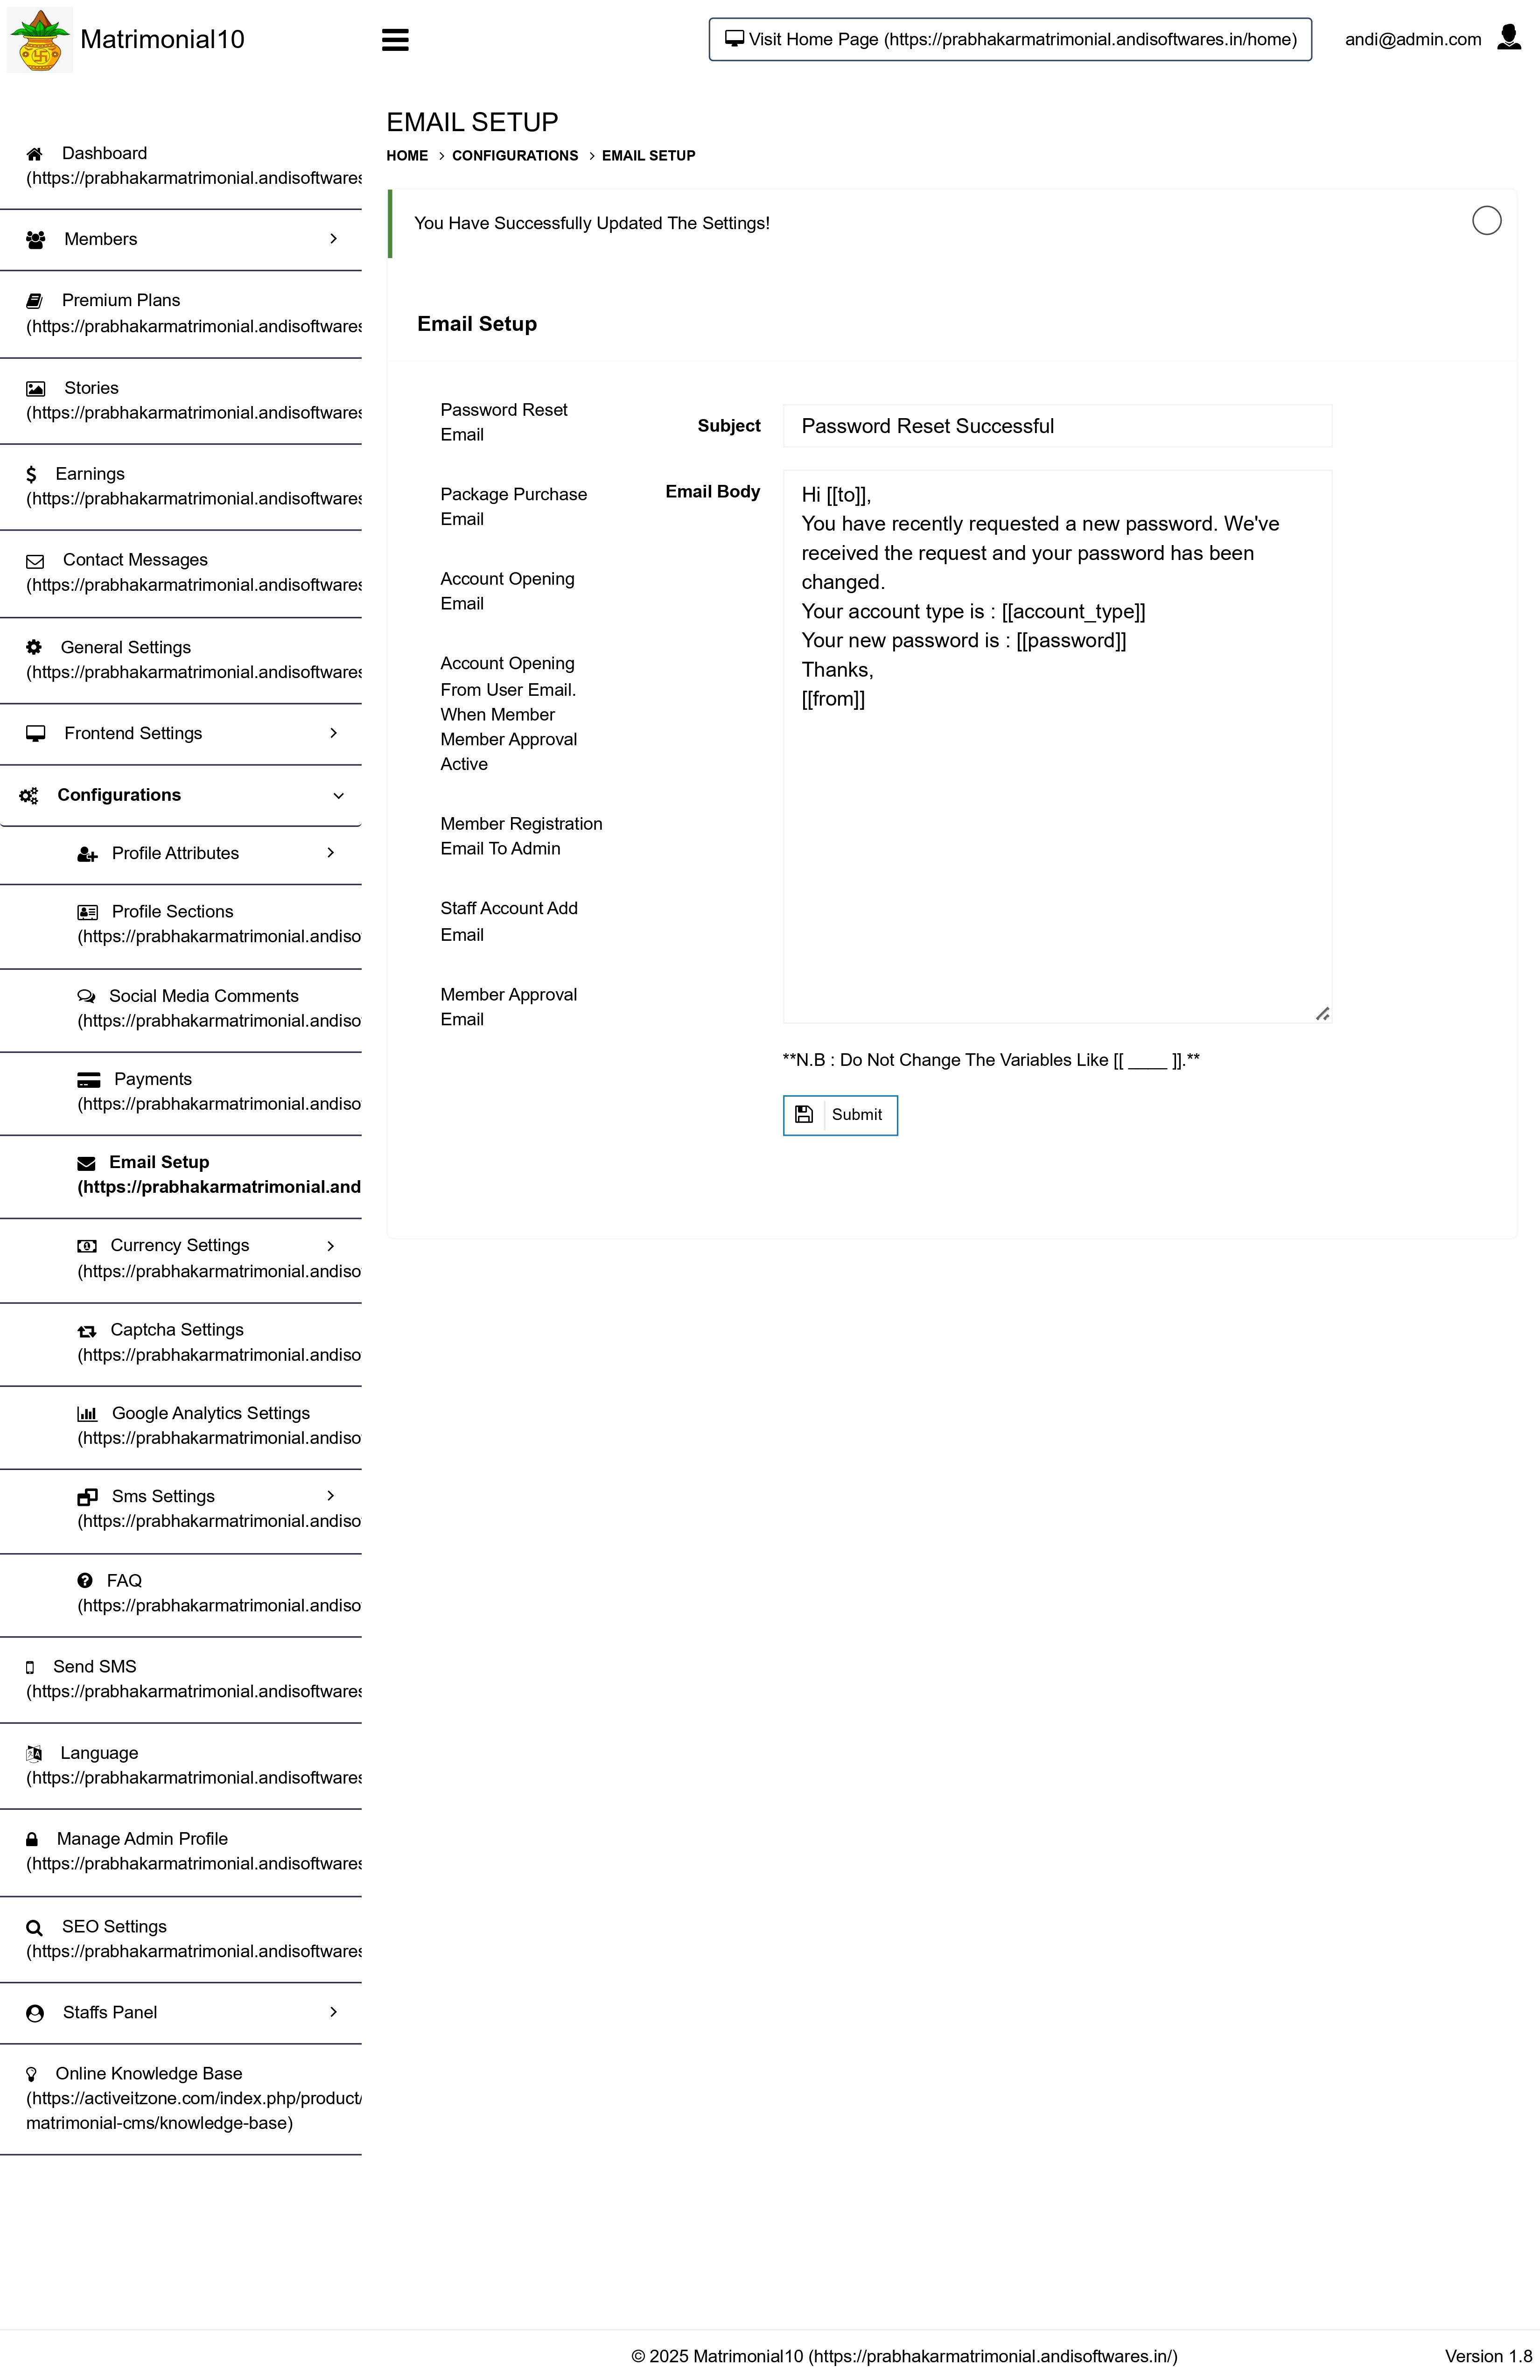 Matrimonial10
Visit Home Page (https://prabhakarmatrimonial.andisoftwares.in/home)
andi@admin.com
Dashboard
(https://prabhakarmatrimonial.andisoftwares
Members
Premium Plans
(https://prabhakarmatrimonial.andisoftwares
Stories
(https://prabhakarmatrimonial.andisoftwares
Earnings
(https://prabhakarmatrimonial.andisoftwares
Contact Messages
(https://prabhakarmatrimonial.andisoftwares
General Settings
(https://prabhakarmatrimonial.andisoftwares
Frontend Settings
Configurations
Profile Attributes
Profile Sections
(https://prabhakarmatrimonial.andiso
Social Media Comments
(https://prabhakarmatrimonial.andiso
Payments
(https://prabhakarmatrimonial.andiso
Email Setup
(https://prabhakarmatrimonial.and
Currency Settings
(https://prabhakarmatrimonial.andiso
Captcha Settings
(https://prabhakarmatrimonial.andiso
Google Analytics Settings
(https://prabhakarmatrimonial.andiso
Sms Settings
(https://prabhakarmatrimonial.andiso
FAQ
(https://prabhakarmatrimonial.andiso
Send SMS
(https://prabhakarmatrimonial.andisoftwares
Language
(https://prabhakarmatrimonial.andisoftwares
Manage Admin Profile
(https://prabhakarmatrimonial.andisoftwares
SEO Settings
(https://prabhakarmatrimonial.andisoftwares
Staffs Panel
Online Knowledge Base
(https://activeitzone.com/index.php/product/
matrimonial-cms/knowledge-base)
EMAIL SETUP
HOME > CONFIGURATIONS > EMAIL SETUP
You Have Successfully Updated The Settings!
Email Setup
Password Reset
Email
Package Purchase
Email
Account Opening
Email
Account Opening
From User Email.
When Member
Member Approval
Active
Member Registration
Email To Admin
Staff Account Add
Email
Member Approval
Email
Subject
Password Reset Successful
Email Body
Hi [[to]],
You have recently requested a new password. We've
received the request and your password has been
changed.
Your account type is : [[account_type]]
Your new password is : [[password]]
Thanks,
[[from]]
**N.B : Do Not Change The Variables Like [[ ____ ]].**
Submit
© 2025 Matrimonial10 (https://prabhakarmatrimonial.andisoftwares.in/)
Version 1.8